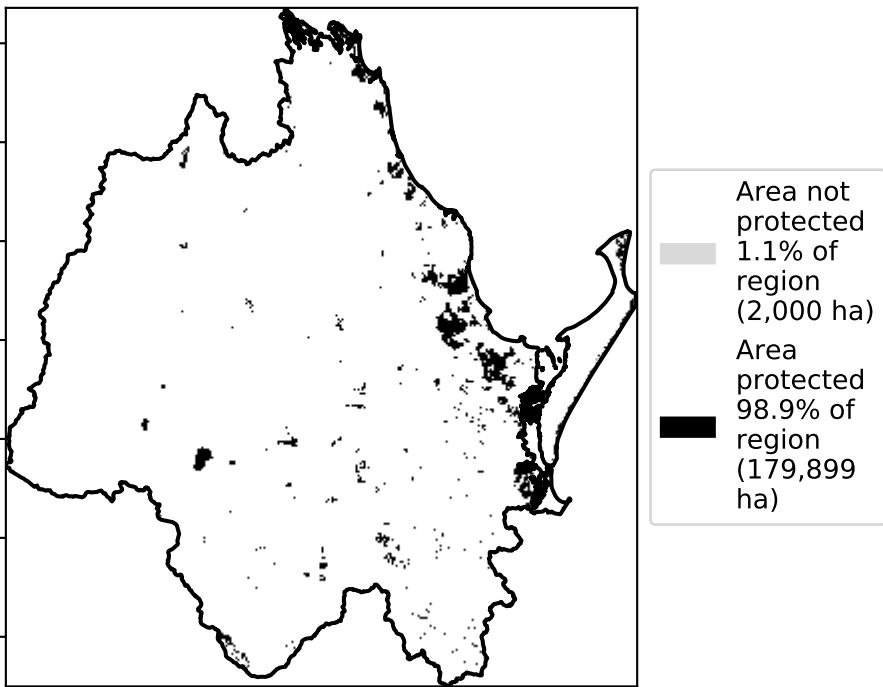 Area not
protected
1.1% of
region
(2,000 ha)
Area
protected
98.9% of
region
(179,899
ha)